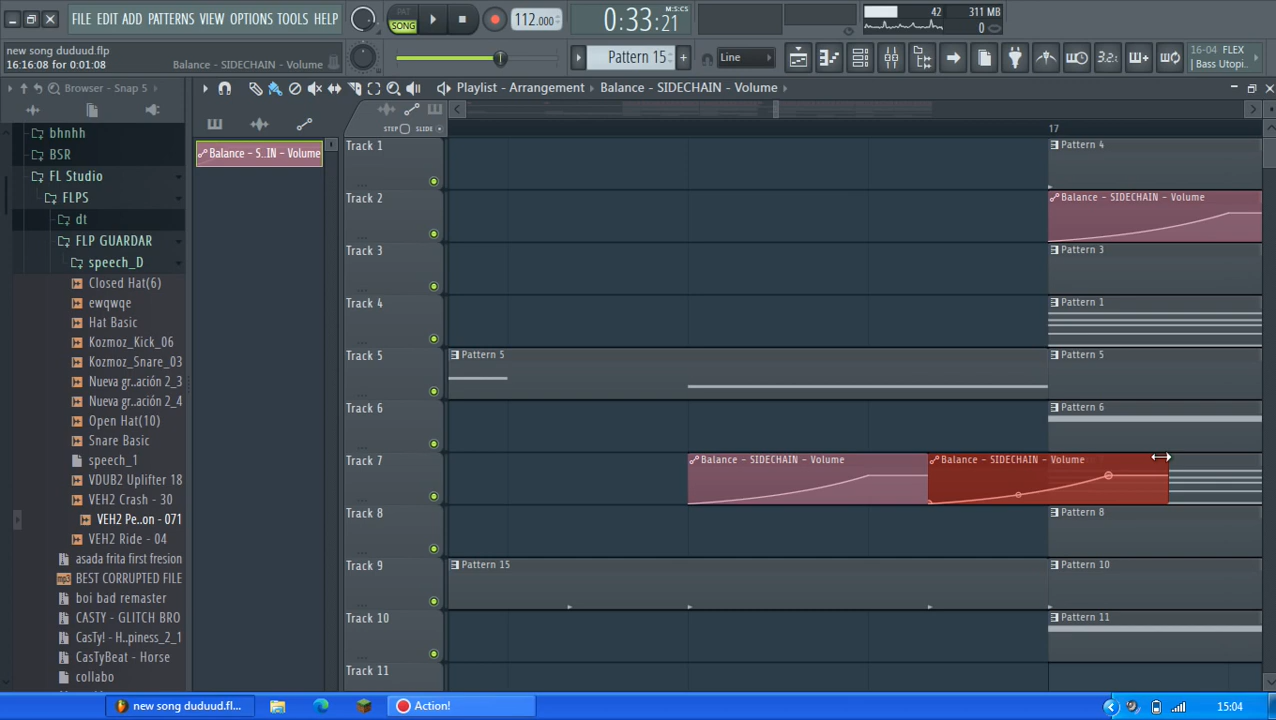 FILE EDIT ADD PATTERNS VIEW OPTIONS TOOLS HELP
PAT
SONG
112.000
0:33:21
M:S:CS
42
311 MB
0
new song duduud.flp
16:16:08 for 0:01:08
Balance - SIDECHAIN - Volume
Pattern 15
Line
3.2
16-04 FLEX
| Bass Utopi..
Browser - Snap 5
Playlist - Arrangement
Balance - SIDECHAIN - Volume
STEP
SLIDE
17
bhnhh
BSR
FL Studio
FLPS
dt
FLP GUARDAR
speech_D
Closed Hat(6)
ewqwqe
Hat Basic
Kozmoz_Kick_06
Kozmoz_Snare_03
Nueva gr..ación 2_3
Nueva gr..ación 2_4
Open Hat(10)
Snare Basic
speech_1
VDUB2 Uplifter 18
VEH2 Crash - 30
VEH2 Pe..on - 071
VEH2 Ride - 04
asada frita first fresion
BEST CORRUPTED FILE
boi bad remaster
CASTY - GLITCH BRO
CasTy! - H..piness_2_1
CasTyBeat - Horse
collabo
Balance - S..IN - Volume
Track 1
Pattern 4
Track 2
Balance - SIDECHAIN - Volume
Track 3
Pattern 3
Track 4
Pattern 1
Track 5
Pattern 5
Pattern 5
Track 6
Pattern 6
Track 7
Balance - SIDECHAIN - Volume
Balance - SIDECHAIN - Volume
Track 8
Pattern 8
Track 9
Pattern 15
Pattern 10
Track 10
Pattern 11
Track 11
new song duduud.fl...
Action!
15:04